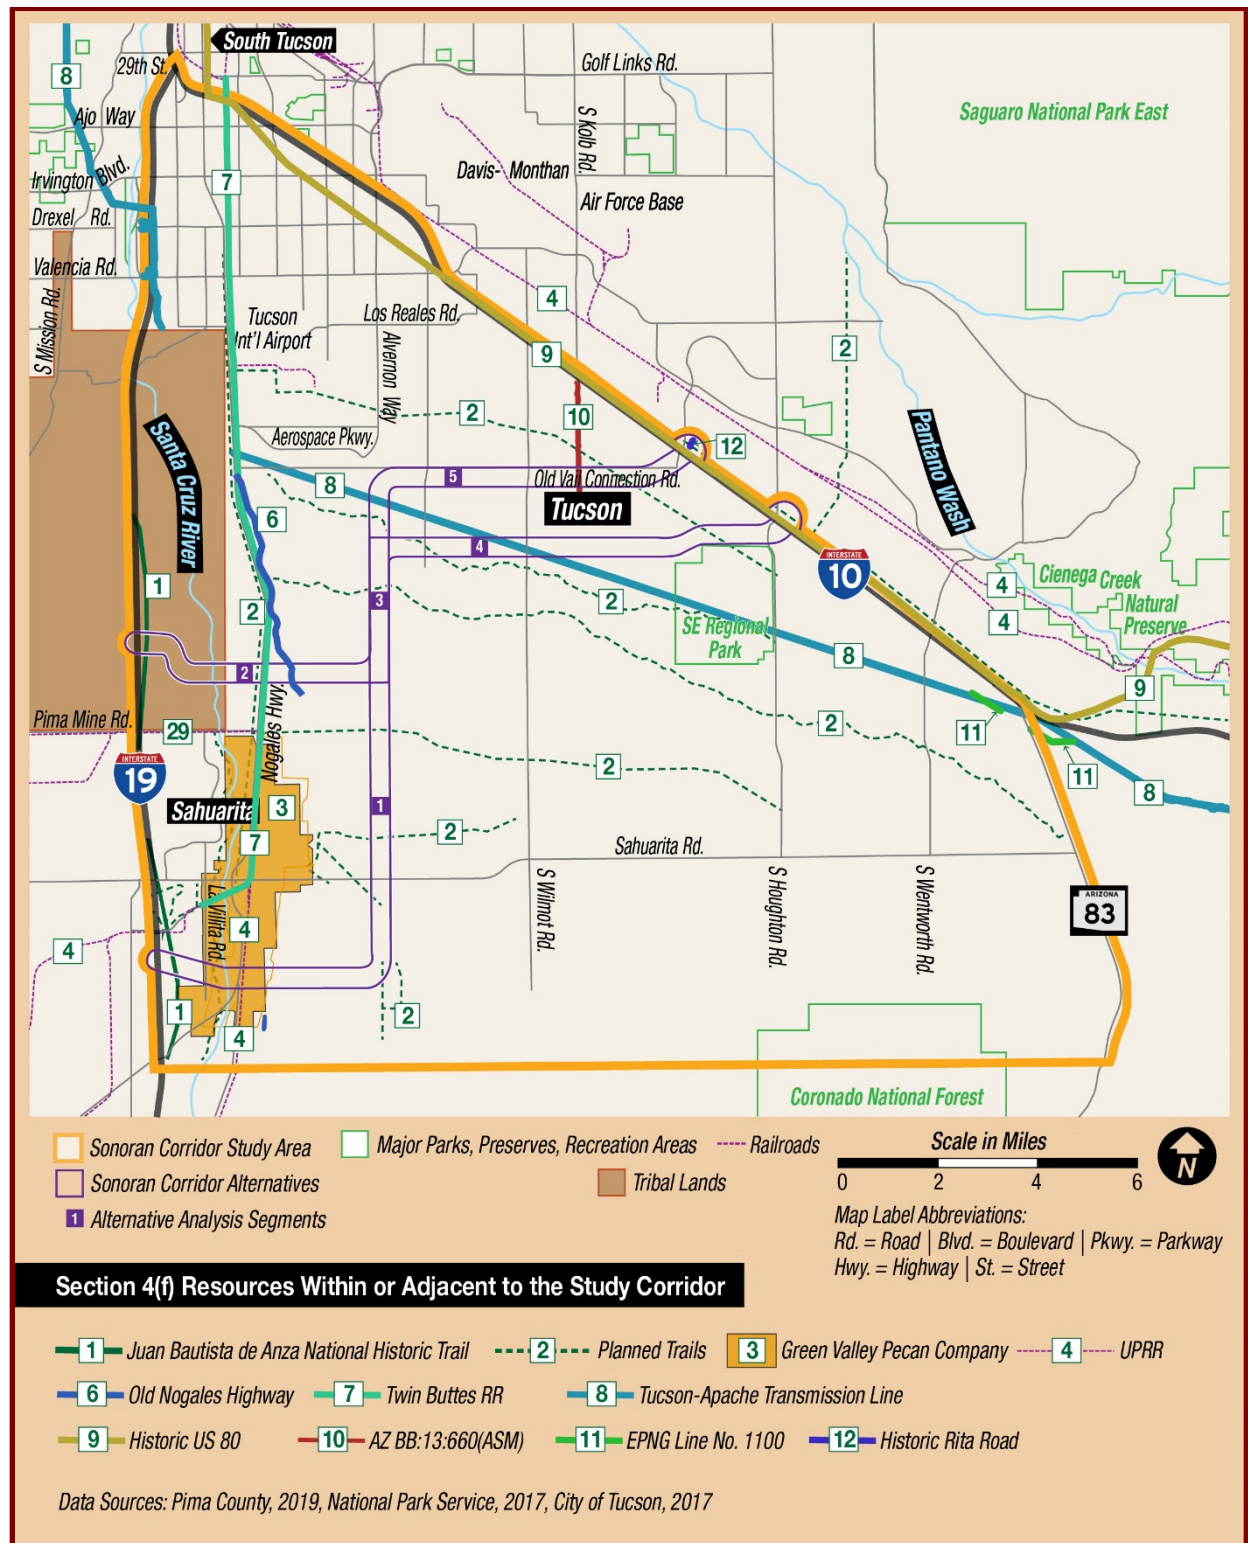 South Tucson
29th St.
Golf Links Rd.
8
Ajo Way
S Kolb Rd.
Saguaro National Park East
Irvington Blvd.
7
Davis- Monthan
Air Force Base
Drexel Rd.
Valencia Rd.
S Mission Rd.
Tucson
Int'l Airport
Los Reales Rd.
Alvernon Way
4
9
2
2
10
12
Aerospace Pkwy.
Santa Cruz River
Pantano Wash
8
5
Old Vail Connection Rd.
Tucson
6
4
INTERSTATE
10
1
2
3
2
SE Regional
Park
4
4
Cienega Creek
Natural
Preserve
8
2
9
Pima Mine Rd.
29
Nogales Hwy.
2
11
11
8
INTERSTATE
19
2
Sahuarita
3
1
7
2
Sahuarita Rd.
La Villita Rd.
S Wilmot Rd.
S Houghton Rd.
S Wentworth Rd.
ARIZONA
83
4
4
1
2
4
Coronado National Forest
Sonoran Corridor Study Area
Major Parks, Preserves, Recreation Areas
Railroads
Sonoran Corridor Alternatives
Tribal Lands
1 Alternative Analysis Segments
Scale in Miles
0 2 4 6
N
Map Label Abbreviations:
Rd. = Road | Blvd. = Boulevard | Pkwy. = Parkway
Hwy. = Highway | St. = Street
Section 4(f) Resources Within or Adjacent to the Study Corridor
1 Juan Bautista de Anza National Historic Trail 2 Planned Trails 3 Green Valley Pecan Company 4 UPRR
6 Old Nogales Highway 7 Twin Buttes RR 8 Tucson-Apache Transmission Line
9 Historic US 80 10 AZ BB:13:660(ASM) 11 EPNG Line No. 1100 12 Historic Rita Road
Data Sources: Pima County, 2019, National Park Service, 2017, City of Tucson, 2017